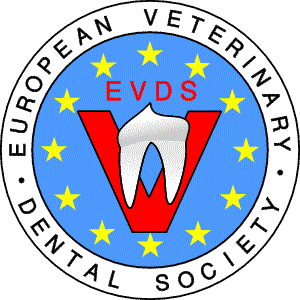 EUROPEAN VETERINARY
EVDS
V
· DENTAL SOCIETY ·